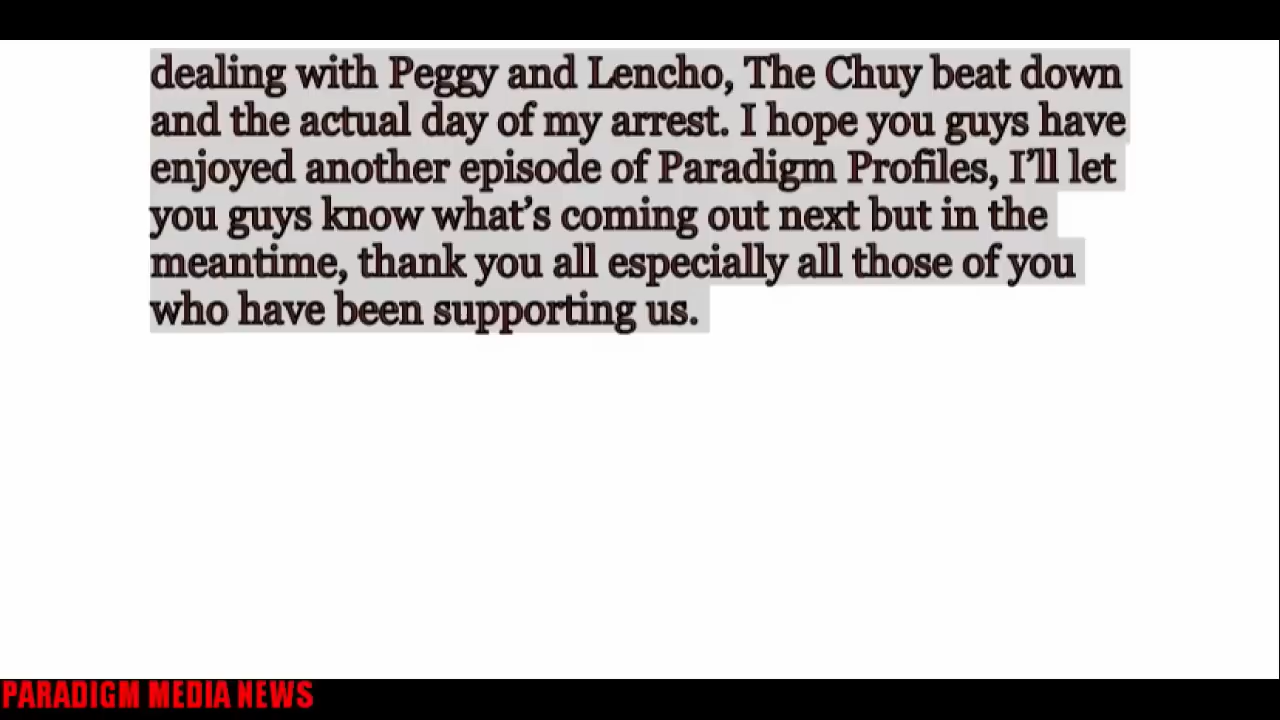 dealing with Peggy and Lencho, The Chuy beat down
and the actual day of my arrest. I hope you guys have
enjoyed another episode of Paradigm Profiles, I’ll let
you guys know what’s coming out next but in the
meantime, thank you all especially all those of you
who have been supporting us.
PARADIGM MEDIA NEWS